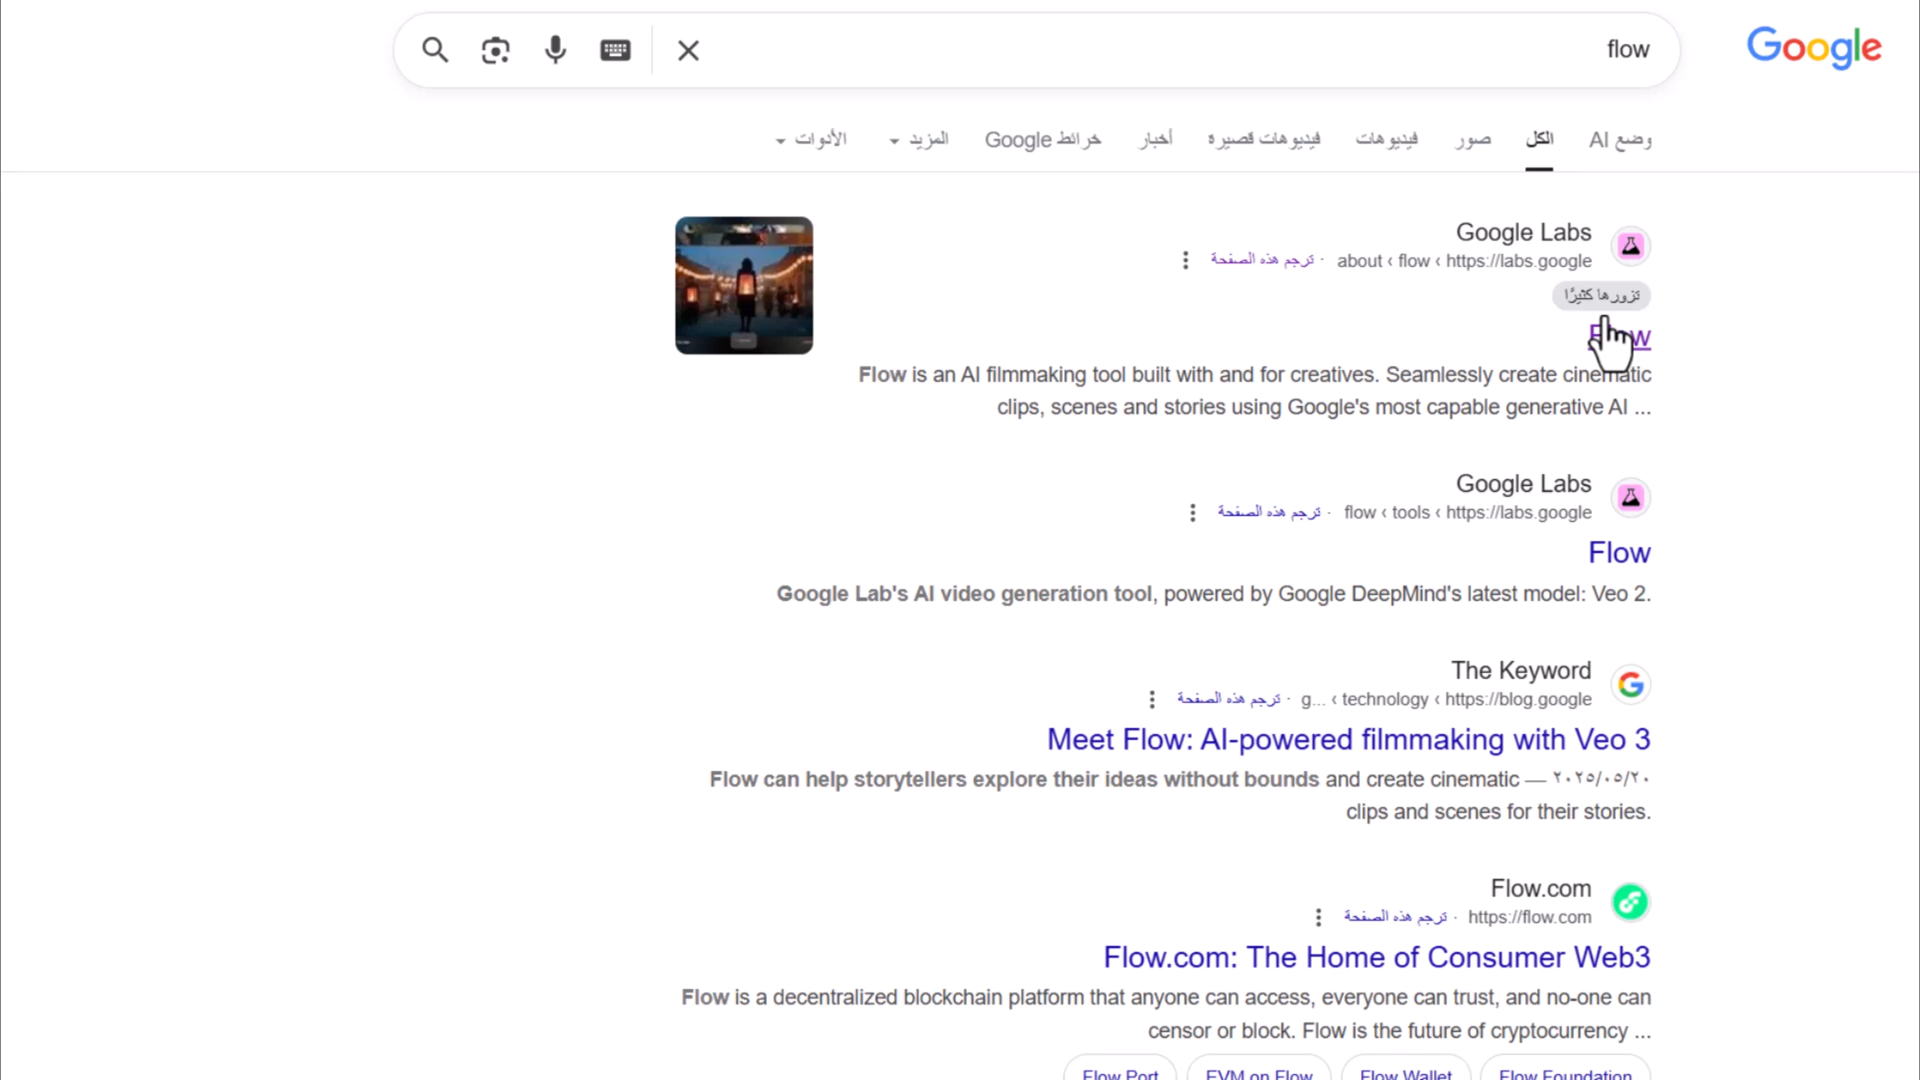 flow
Google
وضع AI
الكل
صور
فيديوهات
فيديوهات قصيرة
أخبار
خرائط Google
المزيد
الأدوات
Google Labs
https://labs.google › flow › about · ترجم هذه الصفحة
تزورها كثيرًا
Flow is an AI filmmaking tool built with and for creatives. Seamlessly create cinematic
clips, scenes and stories using Google's most capable generative AI ...
Google Labs
https://labs.google › tools › flow · ترجم هذه الصفحة
Flow
Google Lab's AI video generation tool, powered by Google DeepMind's latest model: Veo 2.
The Keyword
https://blog.google › technology › g... · ترجم هذه الصفحة
Meet Flow: AI-powered filmmaking with Veo 3
٢٠‏/٠٥‏/٢٠٢٥ — Flow can help storytellers explore their ideas without bounds and create cinematic
clips and scenes for their stories.
Flow.com
https://flow.com · ترجم هذه الصفحة
Flow.com: The Home of Consumer Web3
Flow is a decentralized blockchain platform that anyone can access, everyone can trust, and no-one can
censor or block. Flow is the future of cryptocurrency ...
Flow Foundation
Flow Wallet
EVM on Flow
Flow Port